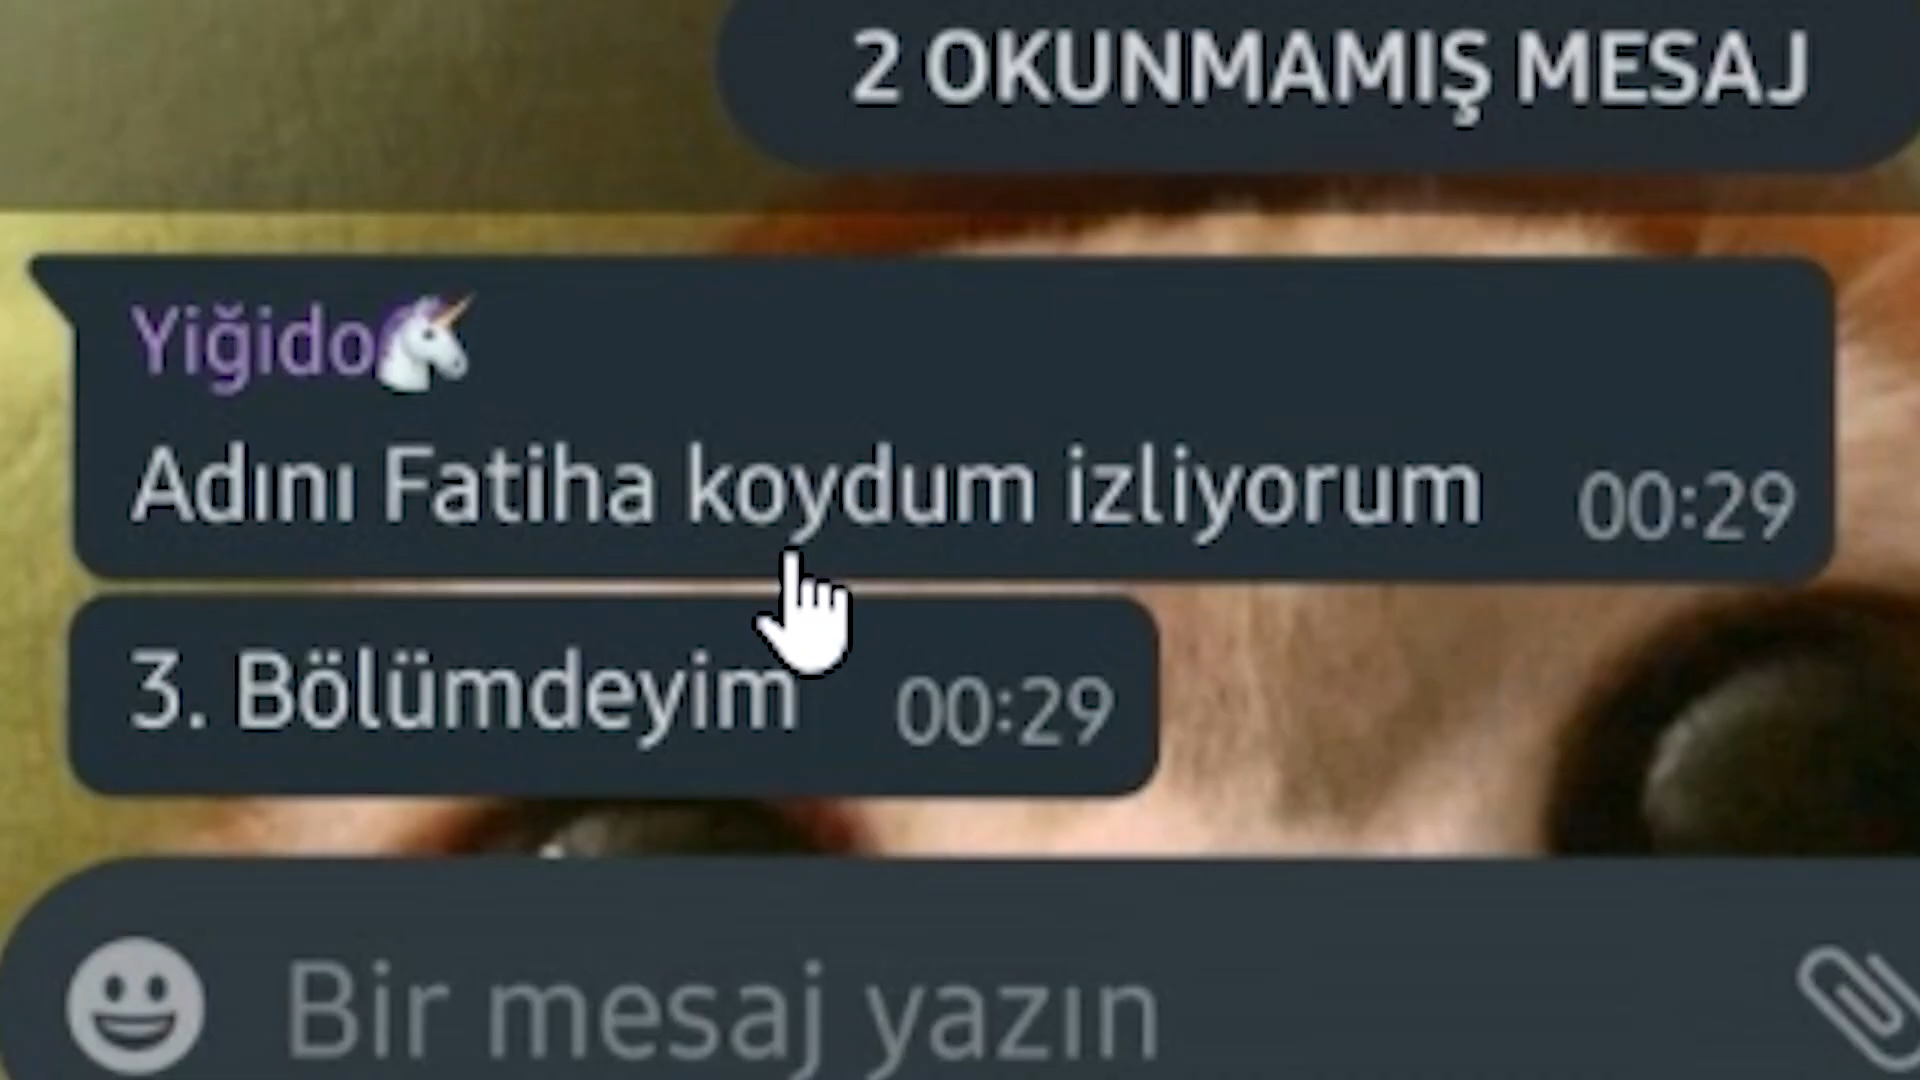 2 OKUNMAMIŞ MESAJ
Yiğido🦄
Adını Fatiha koydum izliyorum 00:29
3. Bölümdeyim 00:29
Bir mesaj yazın